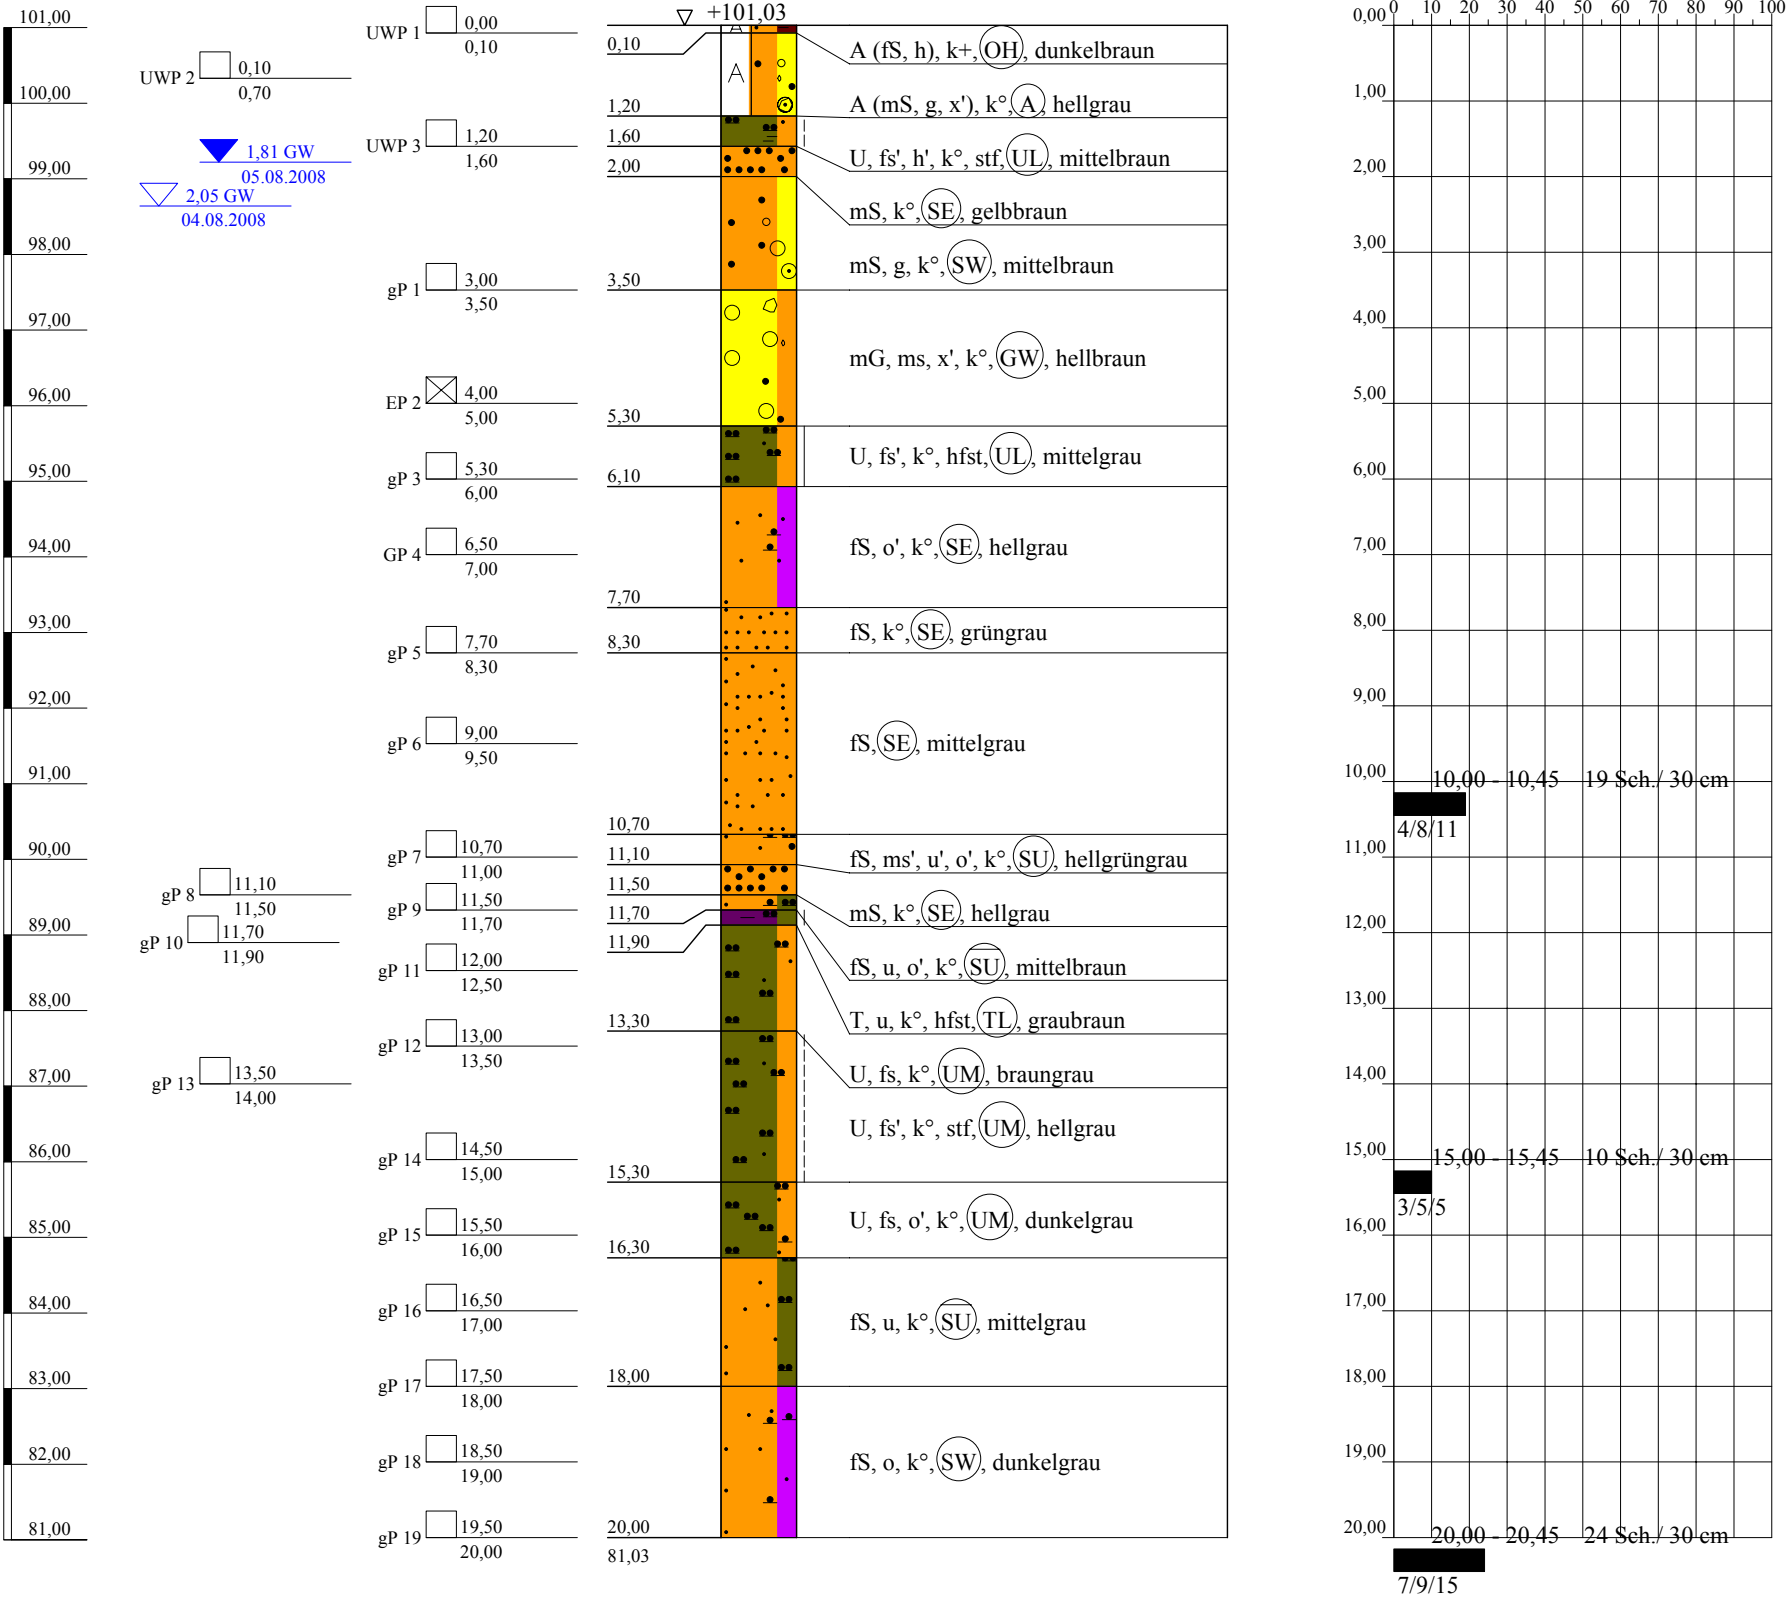 101,00
100,00
99,00
98,00
97,00
96,00
95,00
94,00
93,00
92,00
91,00
90,00
89,00
88,00
87,00
86,00
85,00
84,00
83,00
82,00
81,00
UWP 2 0,10
0,70
1,81 GW
05.08.2008
2,05 GW
04.08.2008
gP 8 11,10
11,50
gP 10 11,70
11,90
gP 13 13,50
14,00
UWP 1 0,00
0,10
UWP 3 1,20
1,60
gP 1 3,00
3,50
EP 2 4,00
5,00
gP 3 5,30
6,00
GP 4 6,50
7,00
gP 5 7,70
8,30
gP 6 9,00
9,50
gP 7 10,70
11,00
gP 9 11,50
11,70
gP 11 12,00
12,50
gP 12 13,00
13,50
gP 14 14,50
15,00
gP 15 15,50
16,00
gP 16 16,50
17,00
gP 17 17,50
18,00
gP 18 18,50
19,00
gP 19 19,50
20,00
+101,03
0,10
1,20
1,60
2,00
3,50
5,30
6,10
7,70
8,30
10,70
11,10
11,50
11,70
11,90
13,30
15,30
16,30
18,00
20,00
81,03
A
A
A (fS, h), k+, OH, dunkelbraun
A (mS, g, x'), k°, A, hellgrau
U, fs', h', k°, stf, UL, mittelbraun
mS, k°, SE, gelbbraun
mS, g, k°, SW, mittelbraun
mG, ms, x', k°, GW, hellbraun
U, fs', k°, hfst, UL, mittelgrau
fS, o', k°, SE, hellgrau
fS, k°, SE, grüngrau
fS, SE, mittelgrau
fS, ms', u', o', k°, SU, hellgrüngrau
mS, k°, SE, hellgrau
fS, u, o', k°, S̅U̅, mittelbraun
T, u, k°, hfst, TL, graubraun
U, fs, k°, UM, braungrau
U, fs', k°, stf, UM, hellgrau
U, fs, o', k°, UM, dunkelgrau
fS, u, k°, S̅U̅, mittelgrau
fS, o, k°, SW, dunkelgrau
0 10 20 30 40 50 60 70 80 90 100
0,00
1,00
2,00
3,00
4,00
5,00
6,00
7,00
8,00
9,00
10,00
10,00 - 10,45 19 Sch./ 30 cm
4/8/11
11,00
12,00
13,00
14,00
15,00
15,00 - 15,45 10 Sch./ 30 cm
3/5/5
16,00
17,00
18,00
19,00
20,00
20,00 - 20,45 24 Sch./ 30 cm
7/9/15